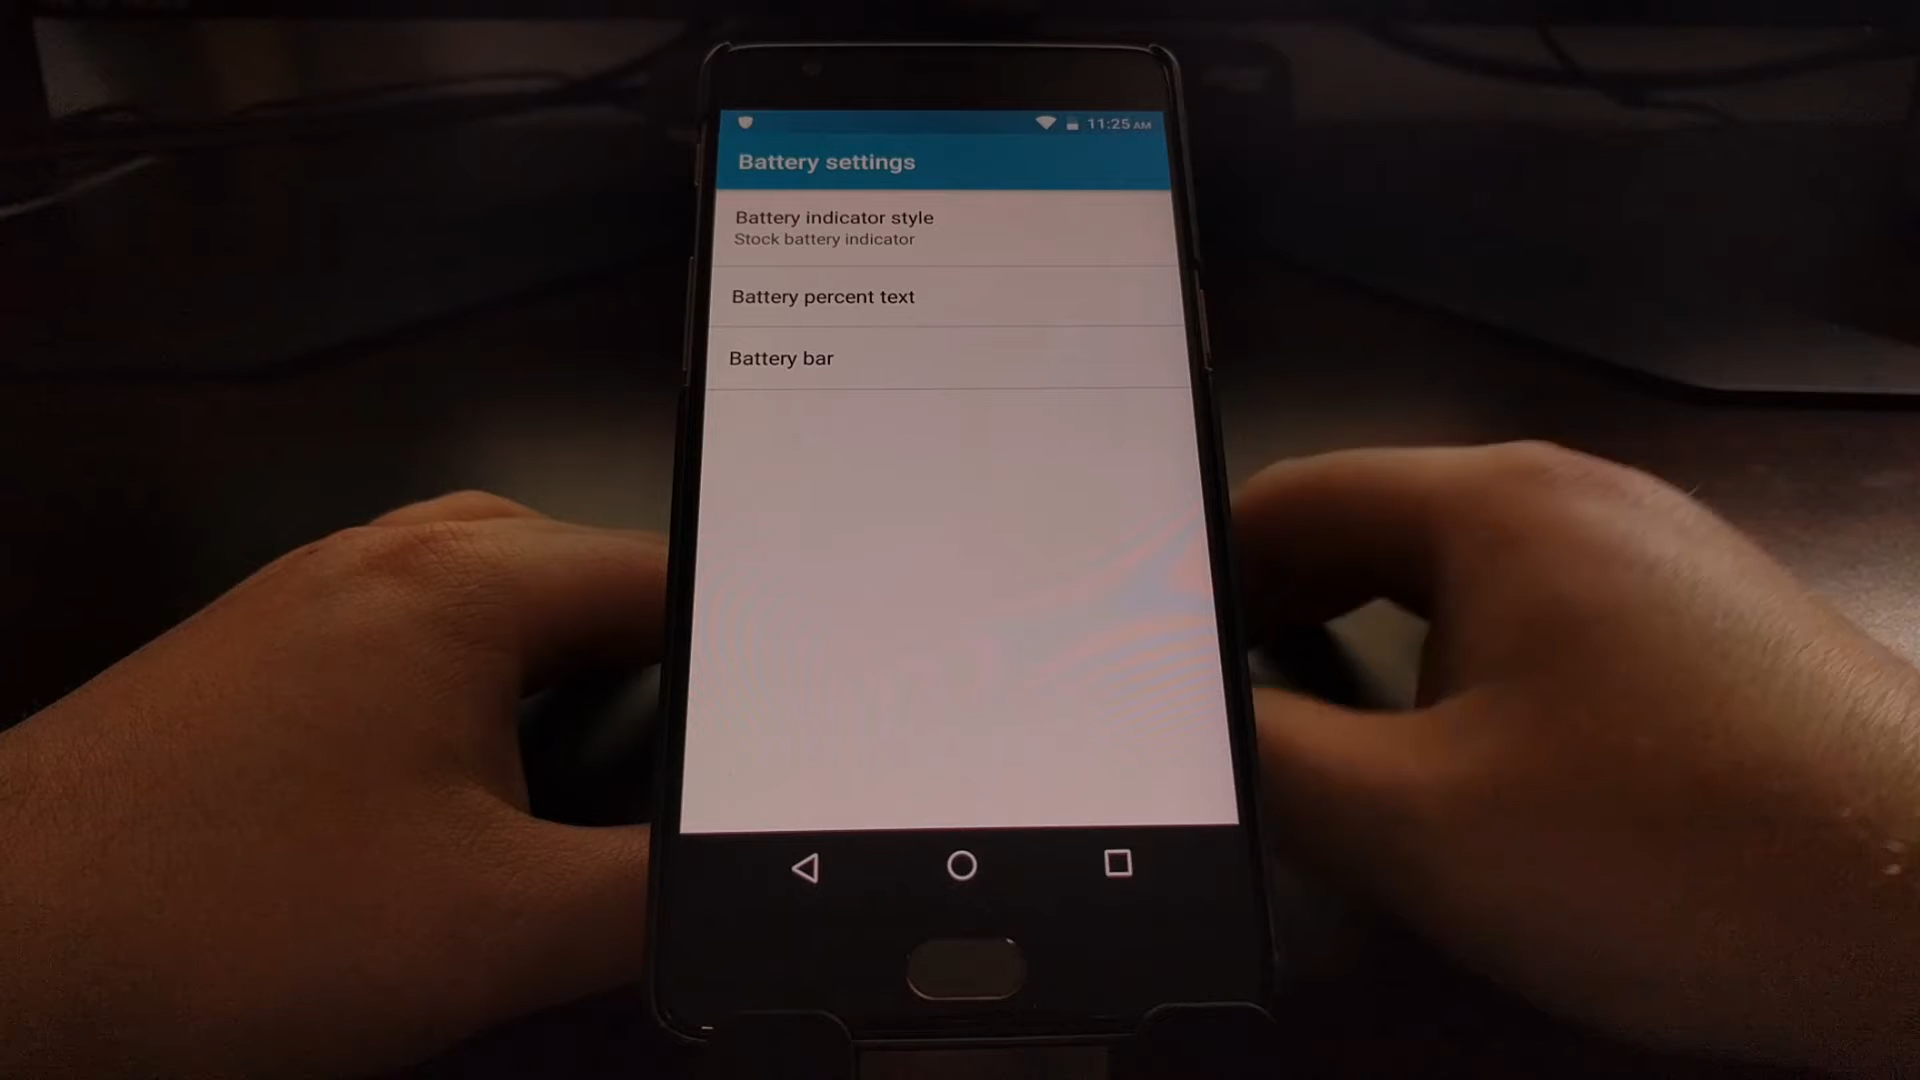 11:25 AM
Battery settings
Battery indicator style
Stock battery indicator
Battery percent text
Battery bar